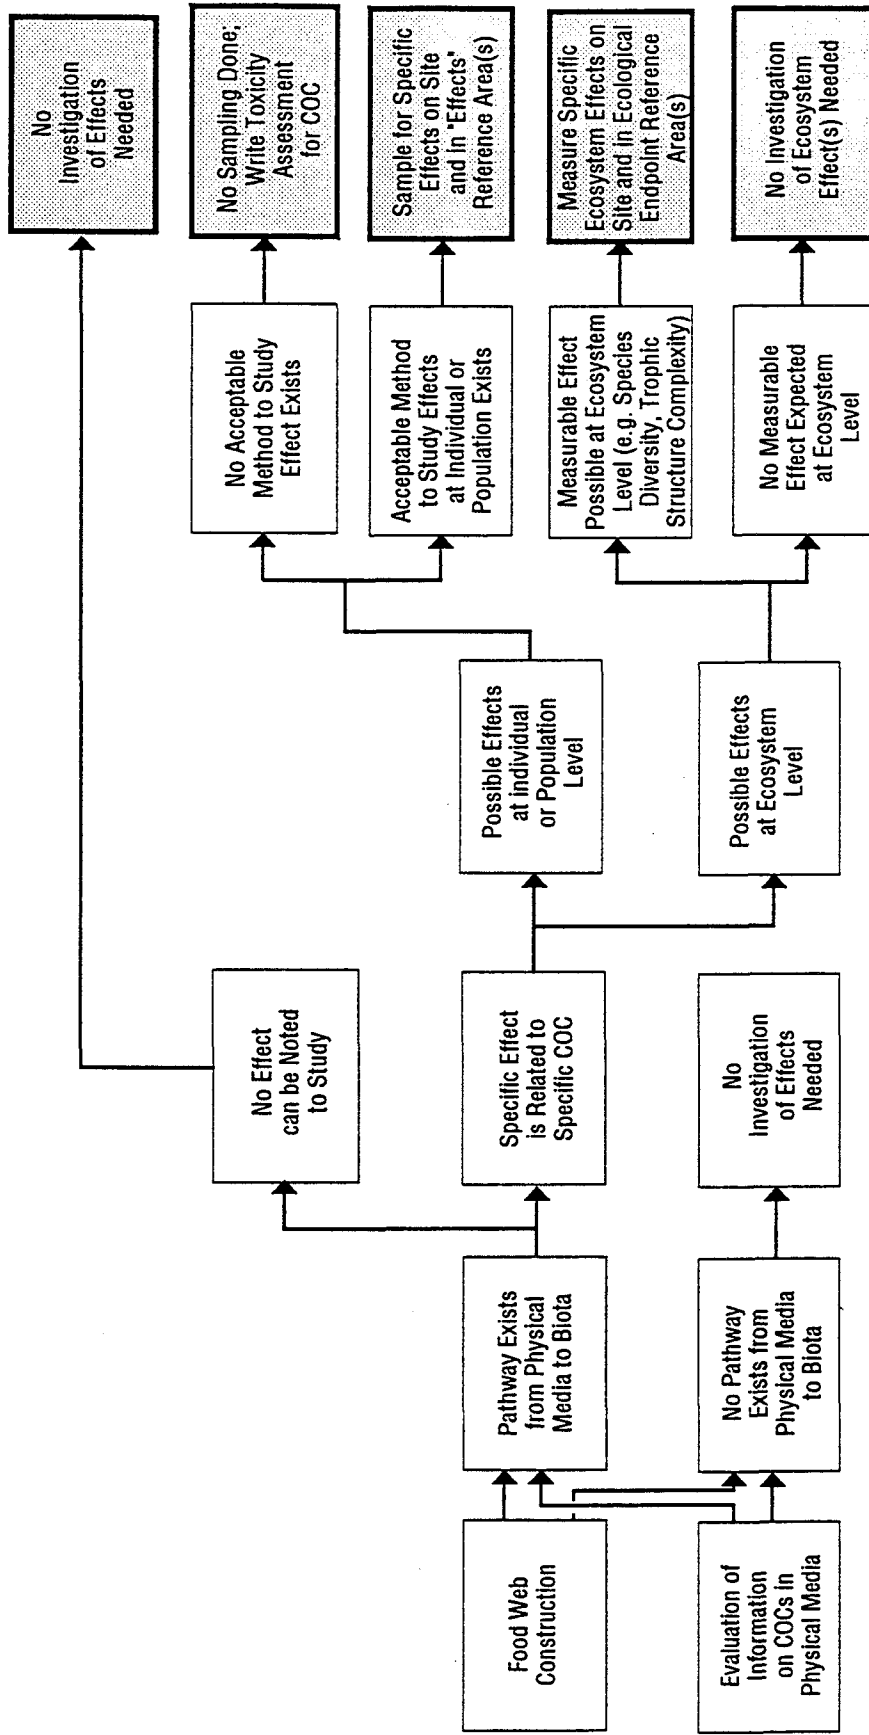 Food Web
Construction
Evaluation of
Information
on COCs in
Physical Media
Pathway Exists
from Physical
Media to Biota
No Pathway
Exists from
Physical Media
to Biota
No Effect
can be Noted
to Study
Specific Effect
is Related to
Specific COC
No
Investigation
of Effects
Needed
Possible Effects
at Individual
or Population
Level
Possible Effects
at Ecosystem
Level
No Acceptable
Method to Study
Effect Exists
Acceptable Method
to Study Effects
at Individual or
Population Exists
Measurable Effect
Possible at Ecosystem
Level (e.g. Species
Diversity, Trophic
Structure Complexity)
No Measurable
Effect Expected
at Ecosystem
Level
No
Investigation
of Effects
Needed
No Sampling Done;
Write Toxicity
Assessment
for COC
Sample for Specific
Effects on Site
and in "Effects"
Reference Area(s)
Measure Specific
Ecosystem Effects on
Site and in Ecological
Endpoint Reference
Area(s)
No Investigation
of Ecosystem
Effect(s) Needed